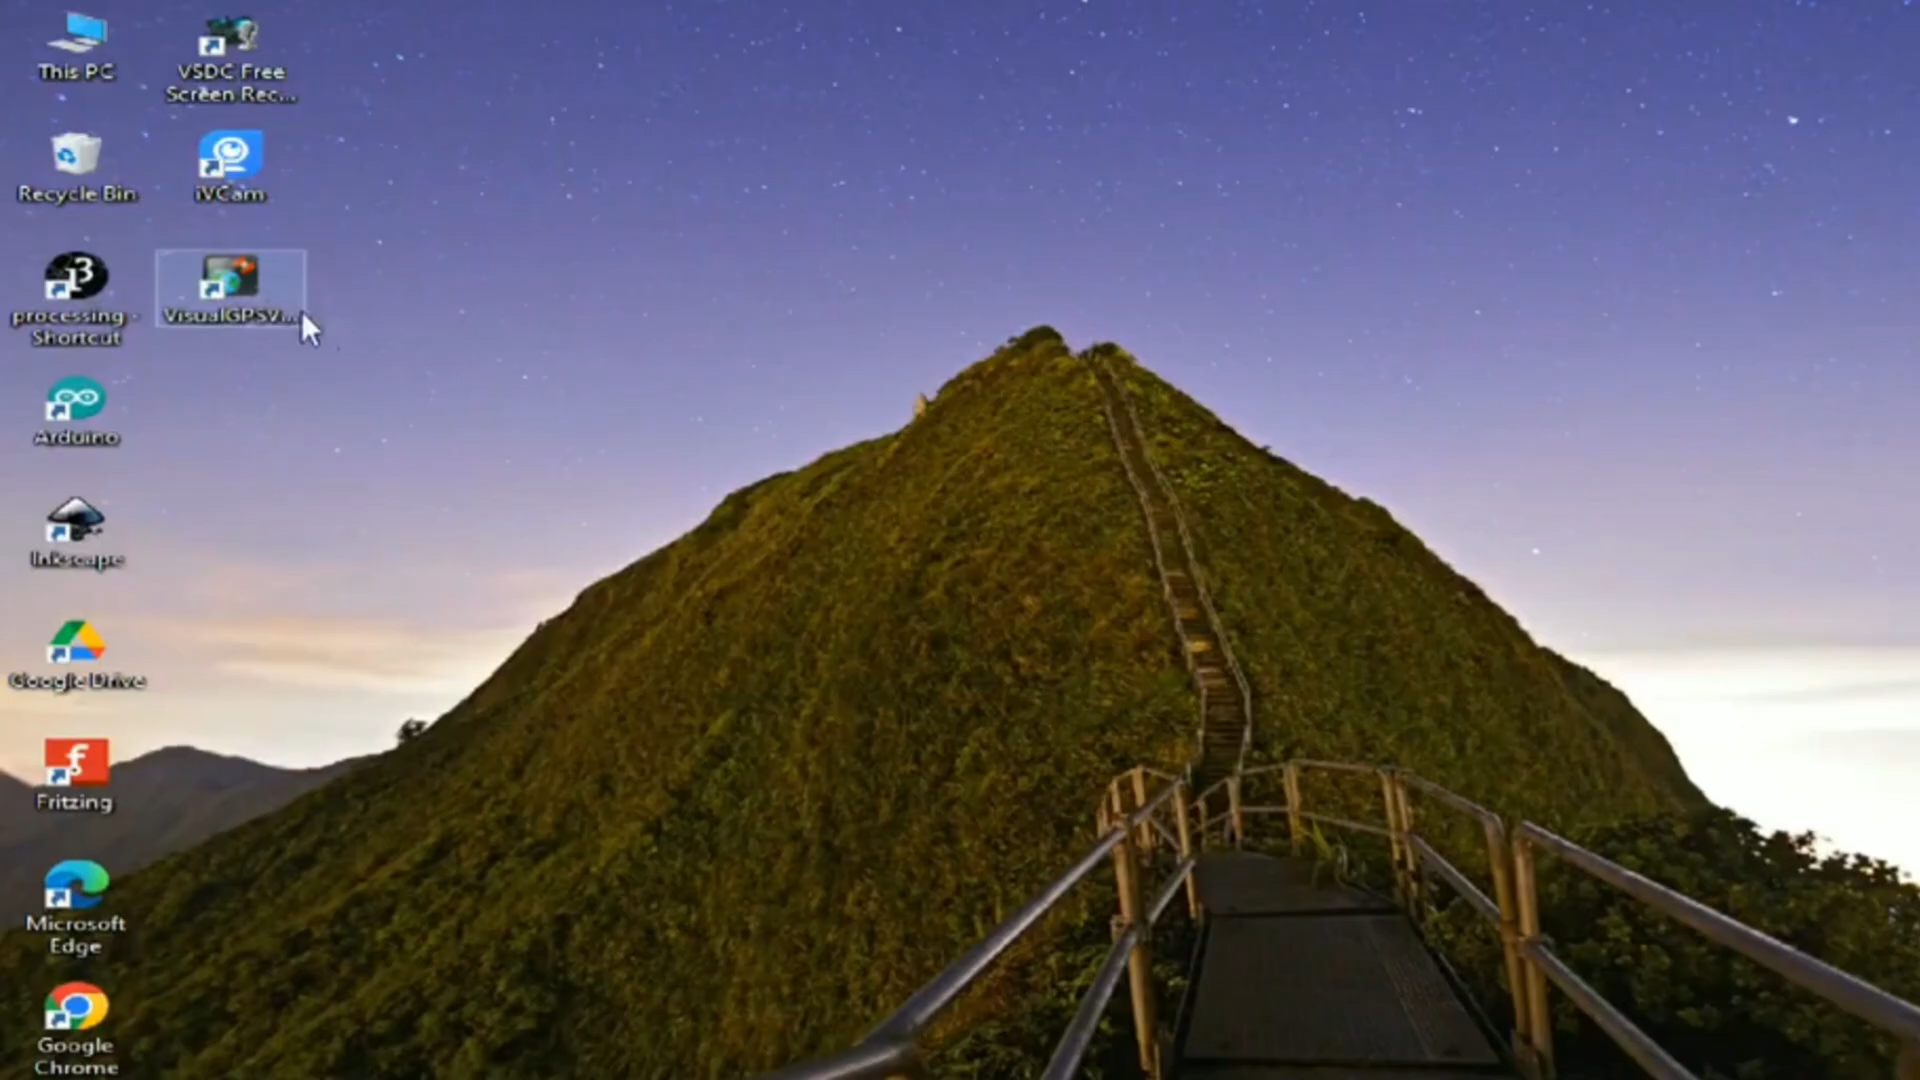 This PC
VSDC Free
Screen Rec...
Recycle Bin
iVCam
processing -
Shortcut
VisualGPSV...
Arduino
Inkscape
Google Drive
Fritzing
Microsoft
Edge
Google
Chrome